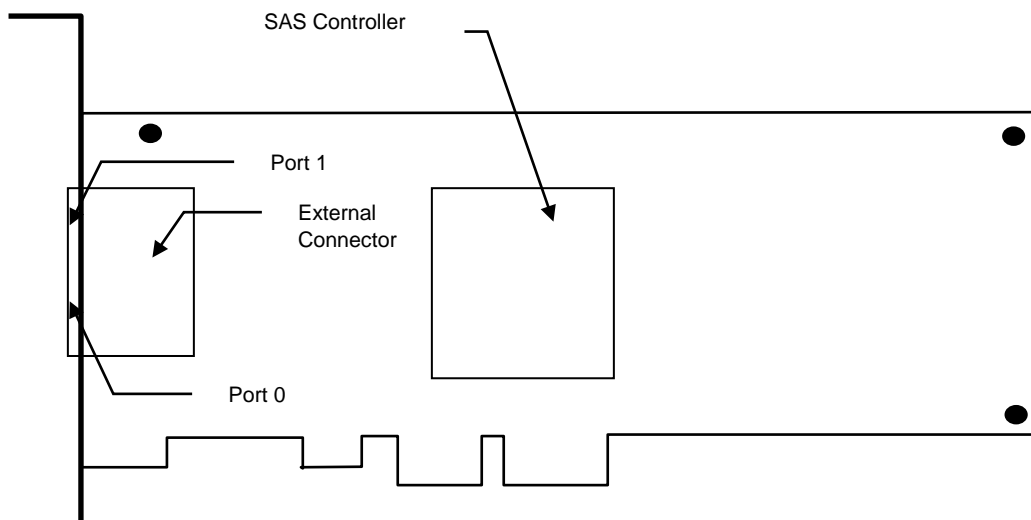 SAS Controller
Port 1
External
Connector
Port 0